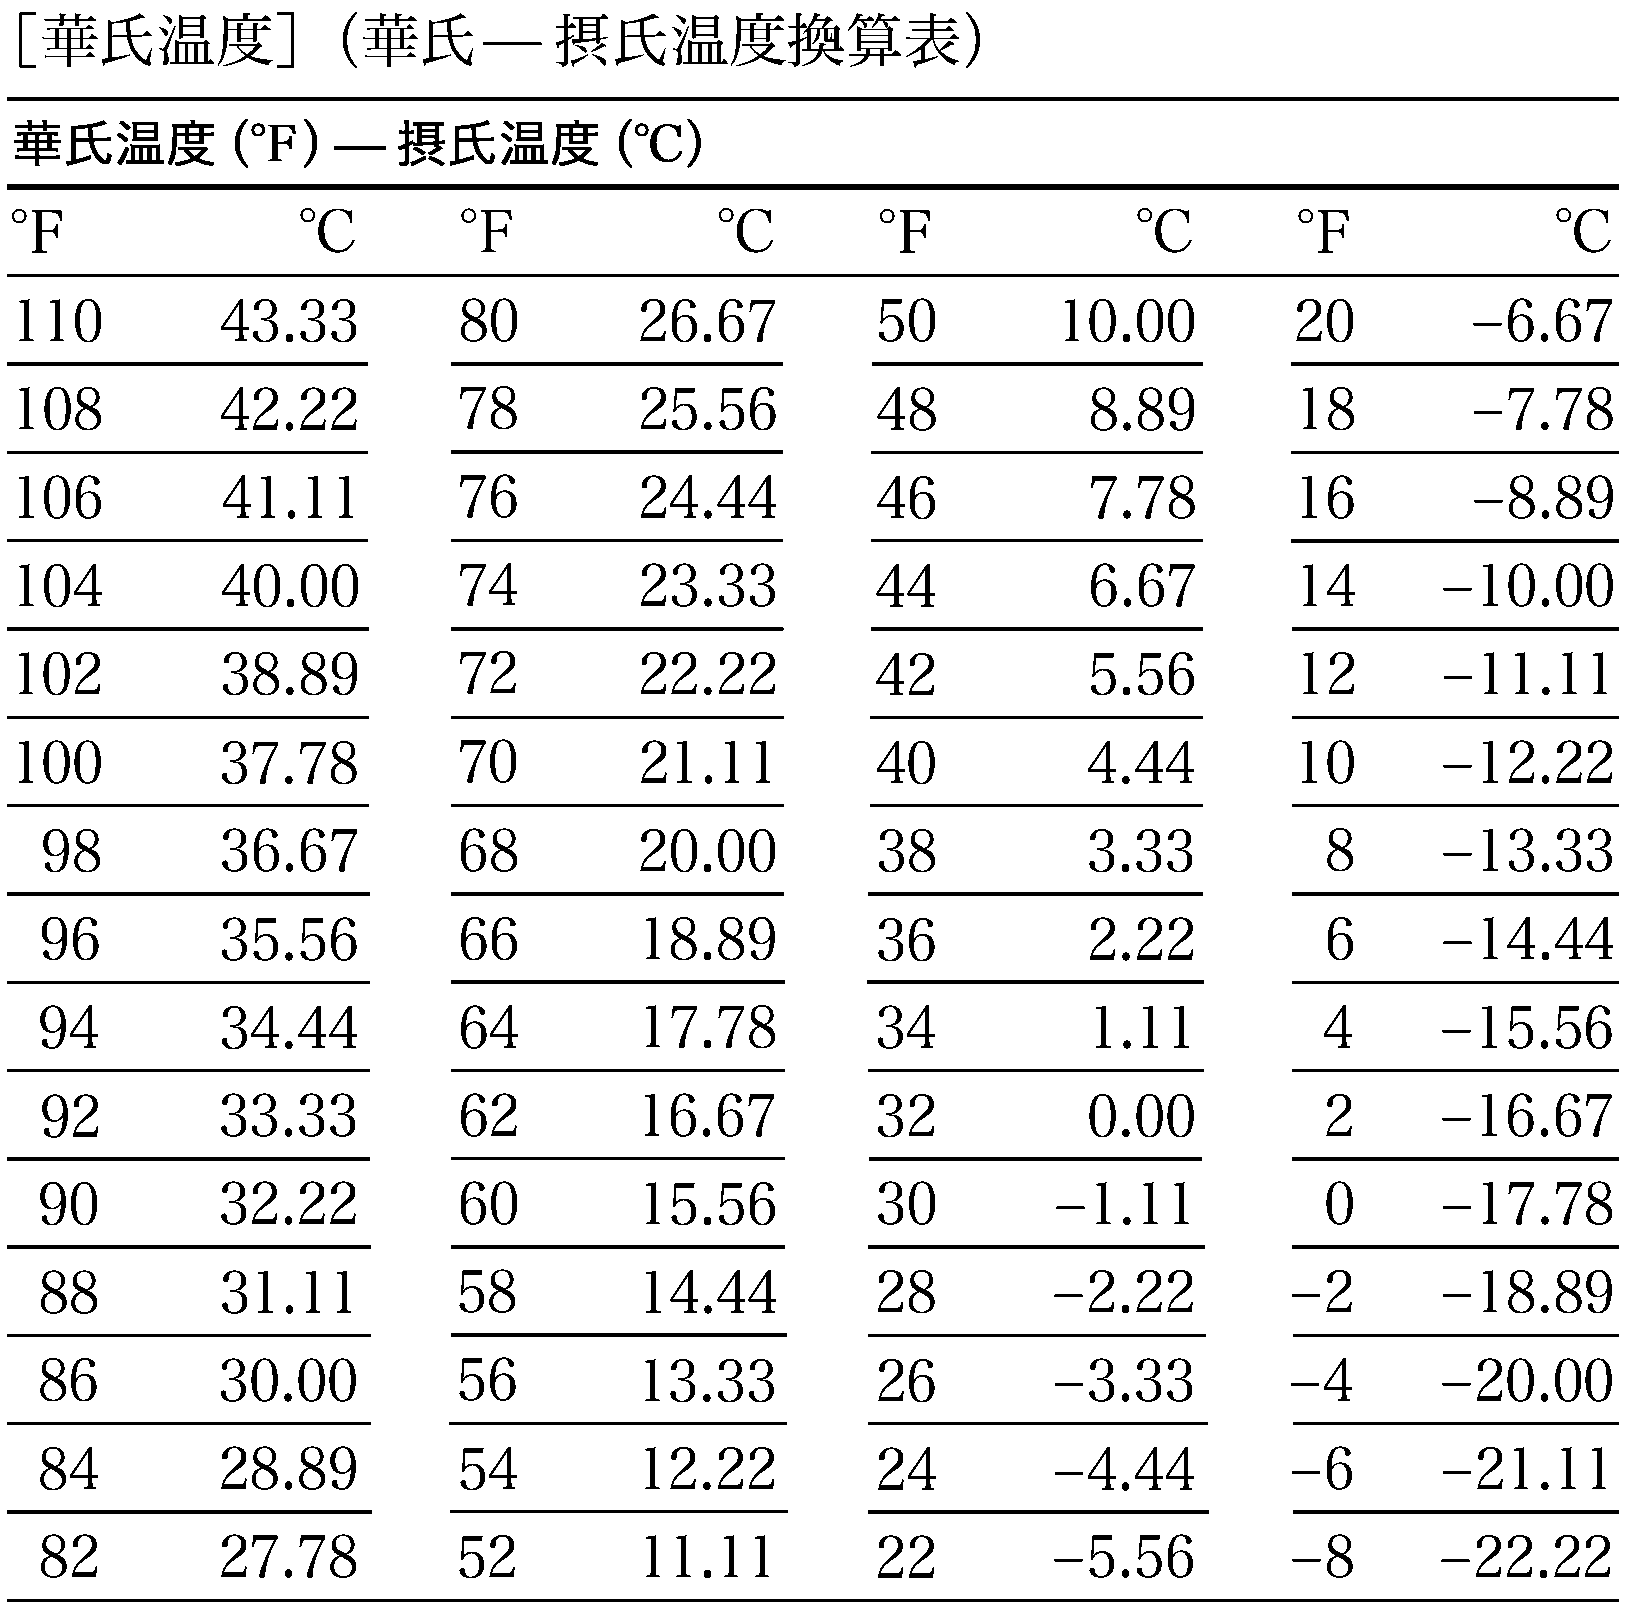 ［華氏温度］（華氏—摂氏温度換算表）
華氏温度(°F)—摂氏温度(℃)
°F ℃ °F ℃ °F ℃ °F ℃
110 43.33 80 26.67 50 10.00 20 −6.67
108 42.22 78 25.56 48 8.89 18 −7.78
106 41.11 76 24.44 46 7.78 16 −8.89
104 40.00 74 23.33 44 6.67 14 −10.00
102 38.89 72 22.22 42 5.56 12 −11.11
100 37.78 70 21.11 40 4.44 10 −12.22
98 36.67 68 20.00 38 3.33 8 −13.33
96 35.56 66 18.89 36 2.22 6 −14.44
94 34.44 64 17.78 34 1.11 4 −15.56
92 33.33 62 16.67 32 0.00 2 −16.67
90 32.22 60 15.56 30 −1.11 0 −17.78
88 31.11 58 14.44 28 −2.22 −2 −18.89
86 30.00 56 13.33 26 −3.33 −4 −20.00
84 28.89 54 12.22 24 −4.44 −6 −21.11
82 27.78 52 11.11 22 −5.56 −8 −22.22